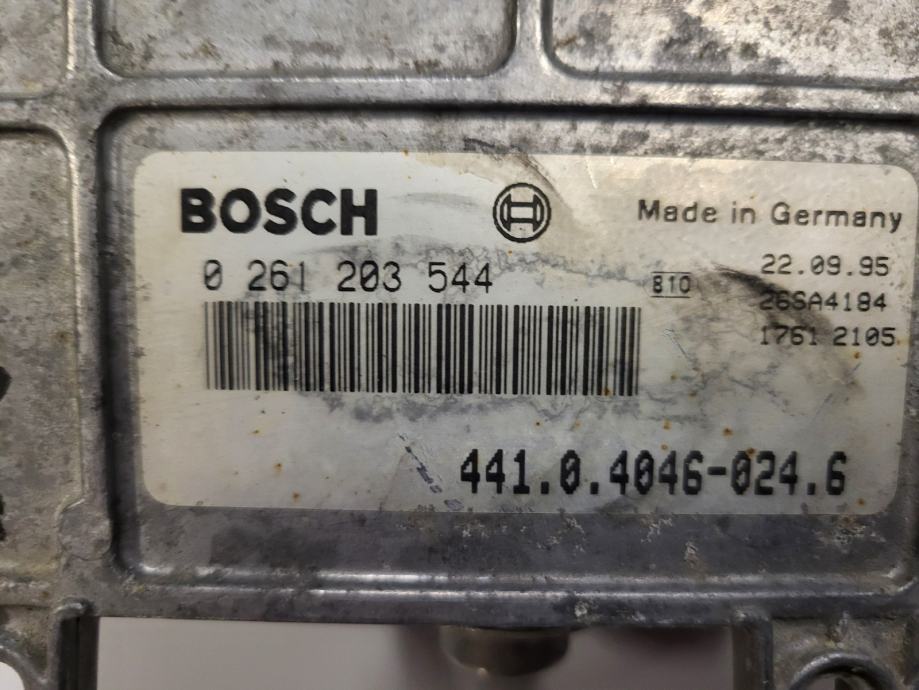 BOSCH
Made in Germany
0 261 203 544
B10
22.09.95
26SA4184
1761 2105
441.0.4046-024.6